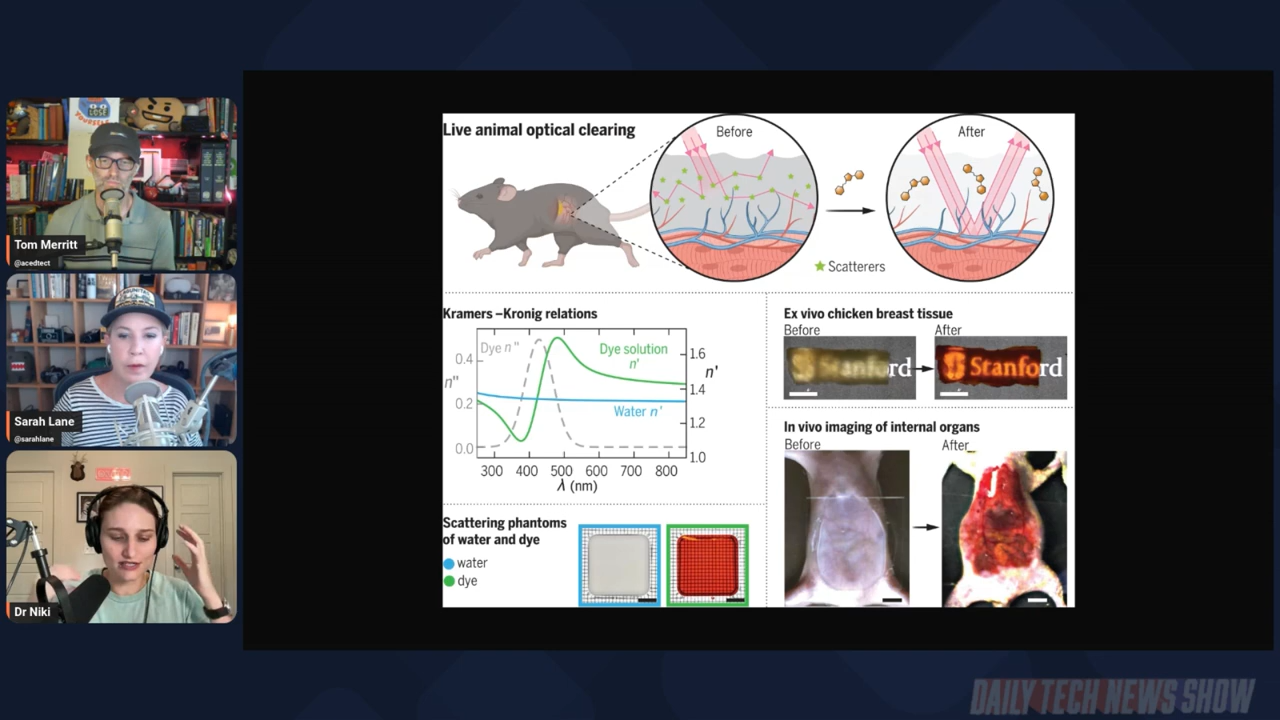 LOSE
YOURSELF
Tom Merritt
@acedtect
Sarah Lane
@sarahlane
Dr Niki
Live animal optical clearing
Before
After
Scatterers
Kramers –Kronig relations
Dye n"
Dye solution
n'
Water n'
n"
0.4
0.2
0.0
n'
1.6
1.4
1.2
1.0
300 400 500 600 700 800
λ (nm)
Scattering phantoms
of water and dye
water
dye
Ex vivo chicken breast tissue
Before
After
Stanford
Stanford
In vivo imaging of internal organs
Before
After
DAILY TECH NEWS SHOW